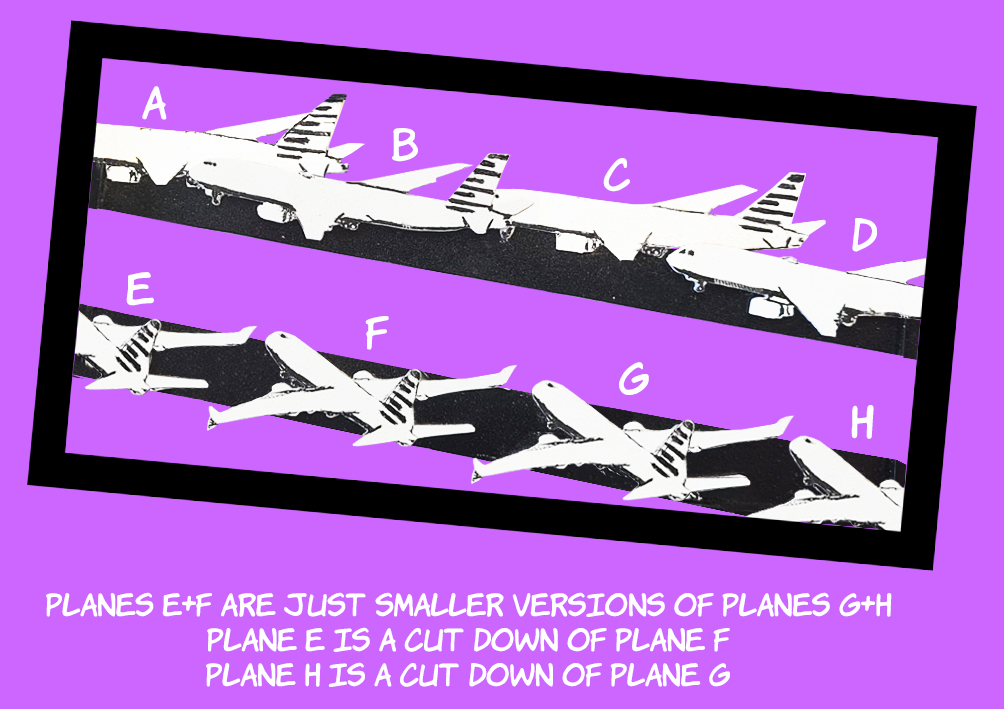 A
B
C
D
E
F
G
H
PLANES E+F ARE JUST SMALLER VERSIONS OF PLANES G+H
PLANE E IS A CUT DOWN OF PLANE F
PLANE H IS A CUT DOWN OF PLANE G